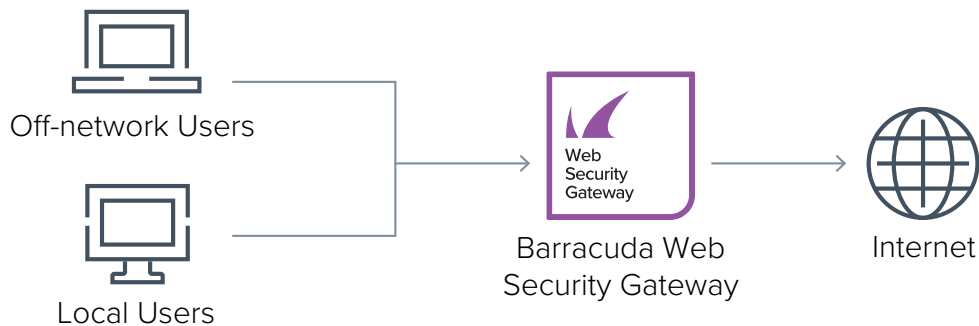 Off-network Users
Local Users
Web
Security
Gateway
Barracuda Web
Security Gateway
Internet